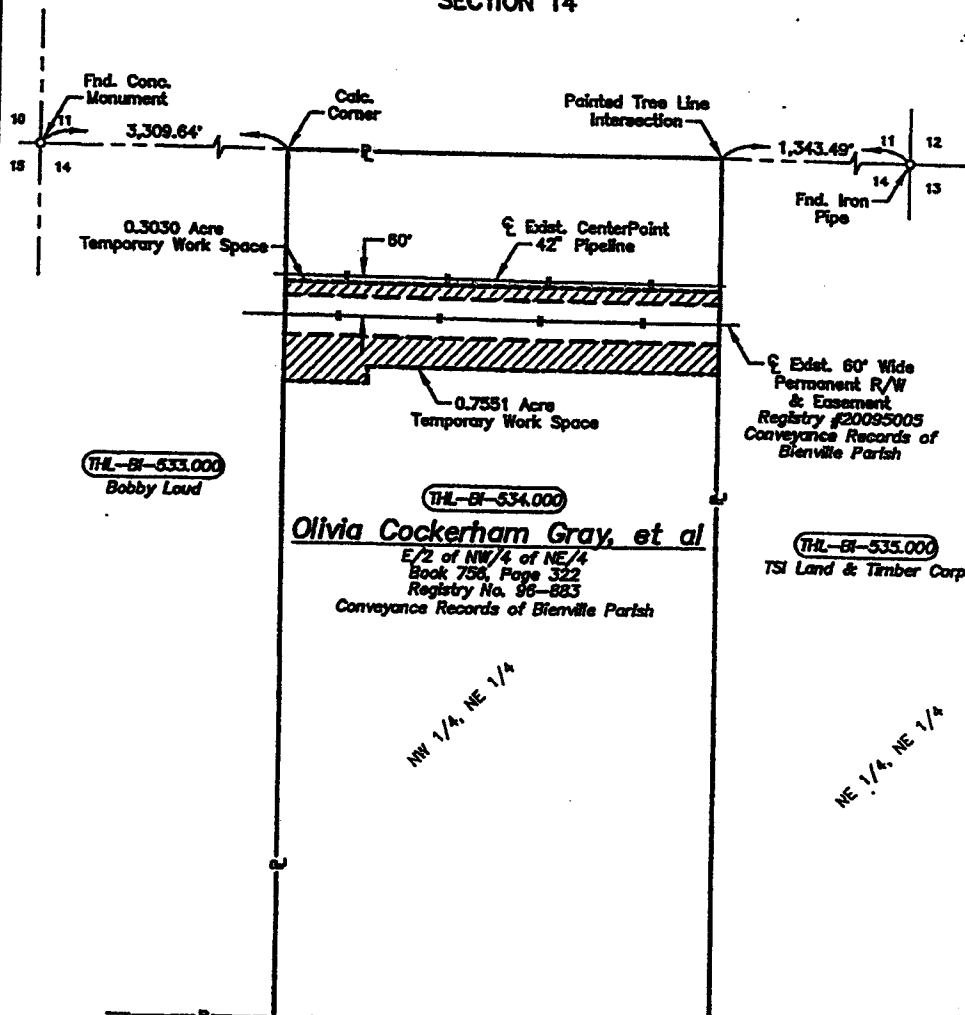 SECTION 14
Fnd. Conc.
Monument
10
11
15
14
3,309.64'
Calc.
Corner
Painted Tree Line
Intersection
1,343.49'
11
12
14
13
Fnd. Iron
Pipe
0.3030 Acre
Temporary Work Space
60'
℄ Exist. CenterPoint
42" Pipeline
℄ Exist. 60' Wide
Permanent R/W
& Easement
Registry #20095005
Conveyance Records of
Bienville Parish
0.7551 Acre
Temporary Work Space
THL-BI-533.000
Bobby Loud
THL-BI-534.000
Olivia Cockerham Gray, et al
E/2 of NW/4 of NE/4
Book 756, Page 322
Registry No. 96-883
Conveyance Records of Bienville Parish
THL-BI-535.000
TSI Land & Timber Corp
NW 1/4, NE 1/4
NE 1/4, NE 1/4